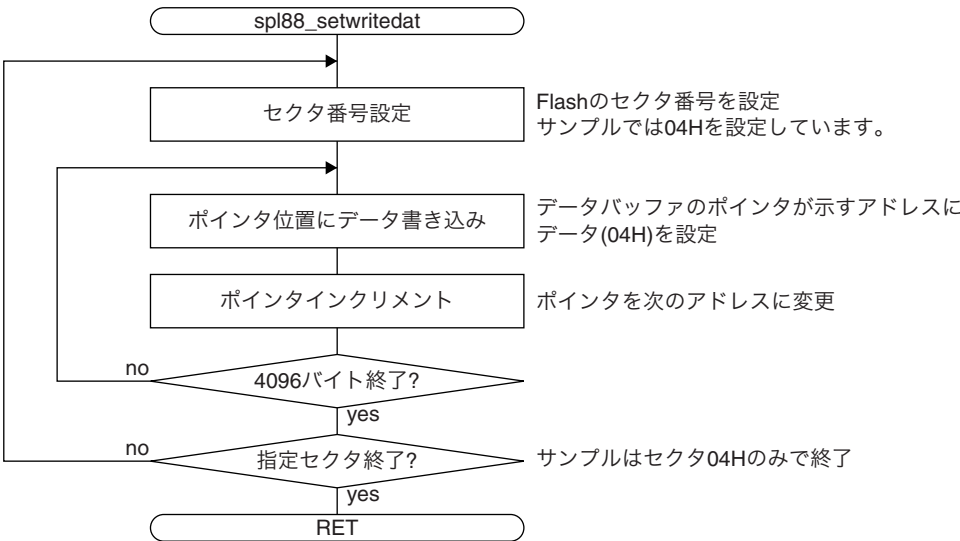 spl88_setwritedat
セクタ番号設定
Flashのセクタ番号を設定
サンプルでは04Hを設定しています。
ポインタ位置にデータ書き込み
データバッファのポインタが示すアドレスに
データ(04H)を設定
ポインタインクリメント
ポインタを次のアドレスに変更
no
4096バイト終了?
yes
no
指定セクタ終了?
サンプルはセクタ04Hのみで終了
yes
RET